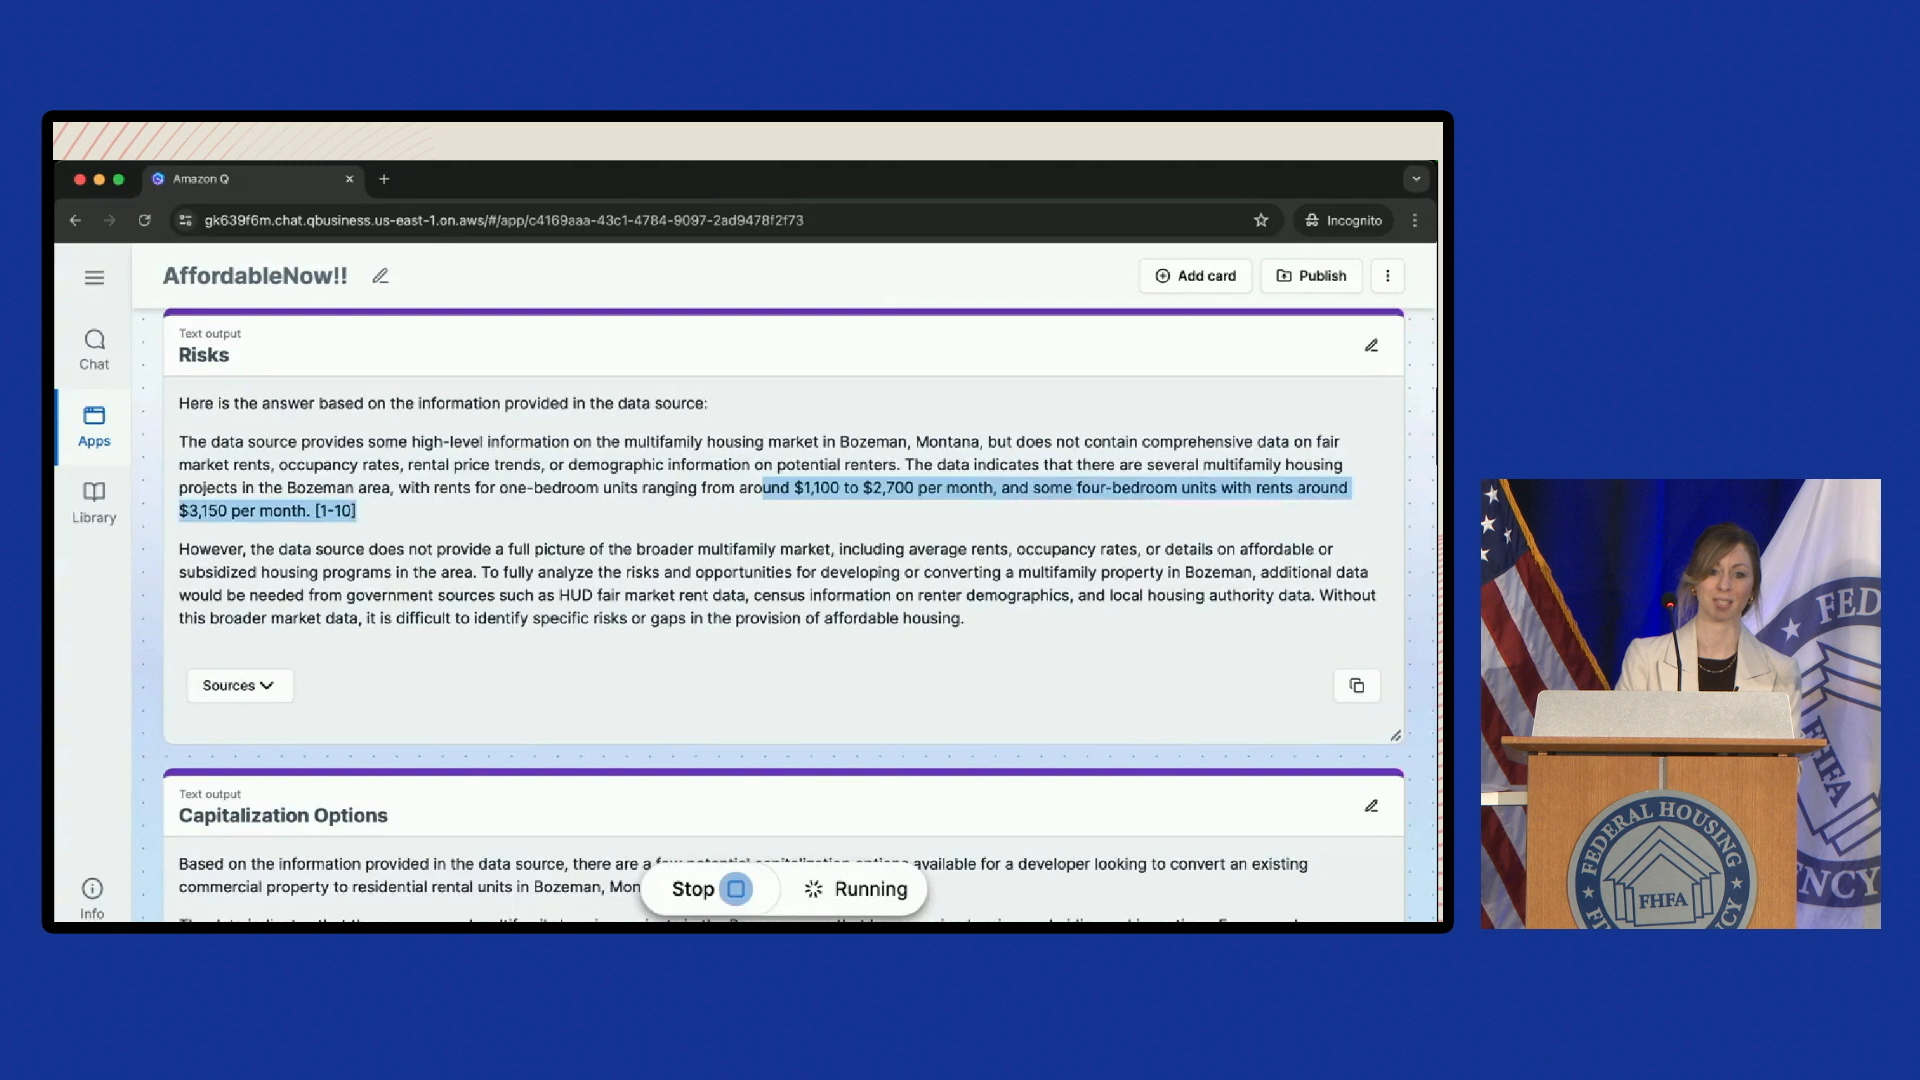 Amazon Q
gk639f6m.chat.qbusiness.us-east-1.on.aws/#/app/c4169aaa-43c1-4784-9097-2ad9478f2f73
Incognito
AffordableNow!!
Add card
Publish
Chat
Apps
Library
Info
Text output
Risks
Here is the answer based on the information provided in the data source:
The data source provides some high-level information on the multifamily housing market in Bozeman, Montana, but does not contain comprehensive data on fair
market rents, occupancy rates, rental price trends, or demographic information on potential renters. The data indicates that there are several multifamily housing
projects in the Bozeman area, with rents for one-bedroom units ranging from around $1,100 to $2,700 per month, and some four-bedroom units with rents around
$3,150 per month. [1-10]
However, the data source does not provide a full picture of the broader multifamily market, including average rents, occupancy rates, or details on affordable or
subsidized housing programs in the area. To fully analyze the risks and opportunities for developing or converting a multifamily property in Bozeman, additional data
would be needed from government sources such as HUD fair market rent data, census information on renter demographics, and local housing authority data. Without
this broader market data, it is difficult to identify specific risks or gaps in the provision of affordable housing.
Sources
Text output
Capitalization Options
Based on the information provided in the data source, there are a few potential capitalization options available for a developer looking to convert an existing
commercial property to residential rental units in Bozeman, Mon
Stop
Running
FED
FHFA
NCY
FEDERAL HOUSING
FHFA